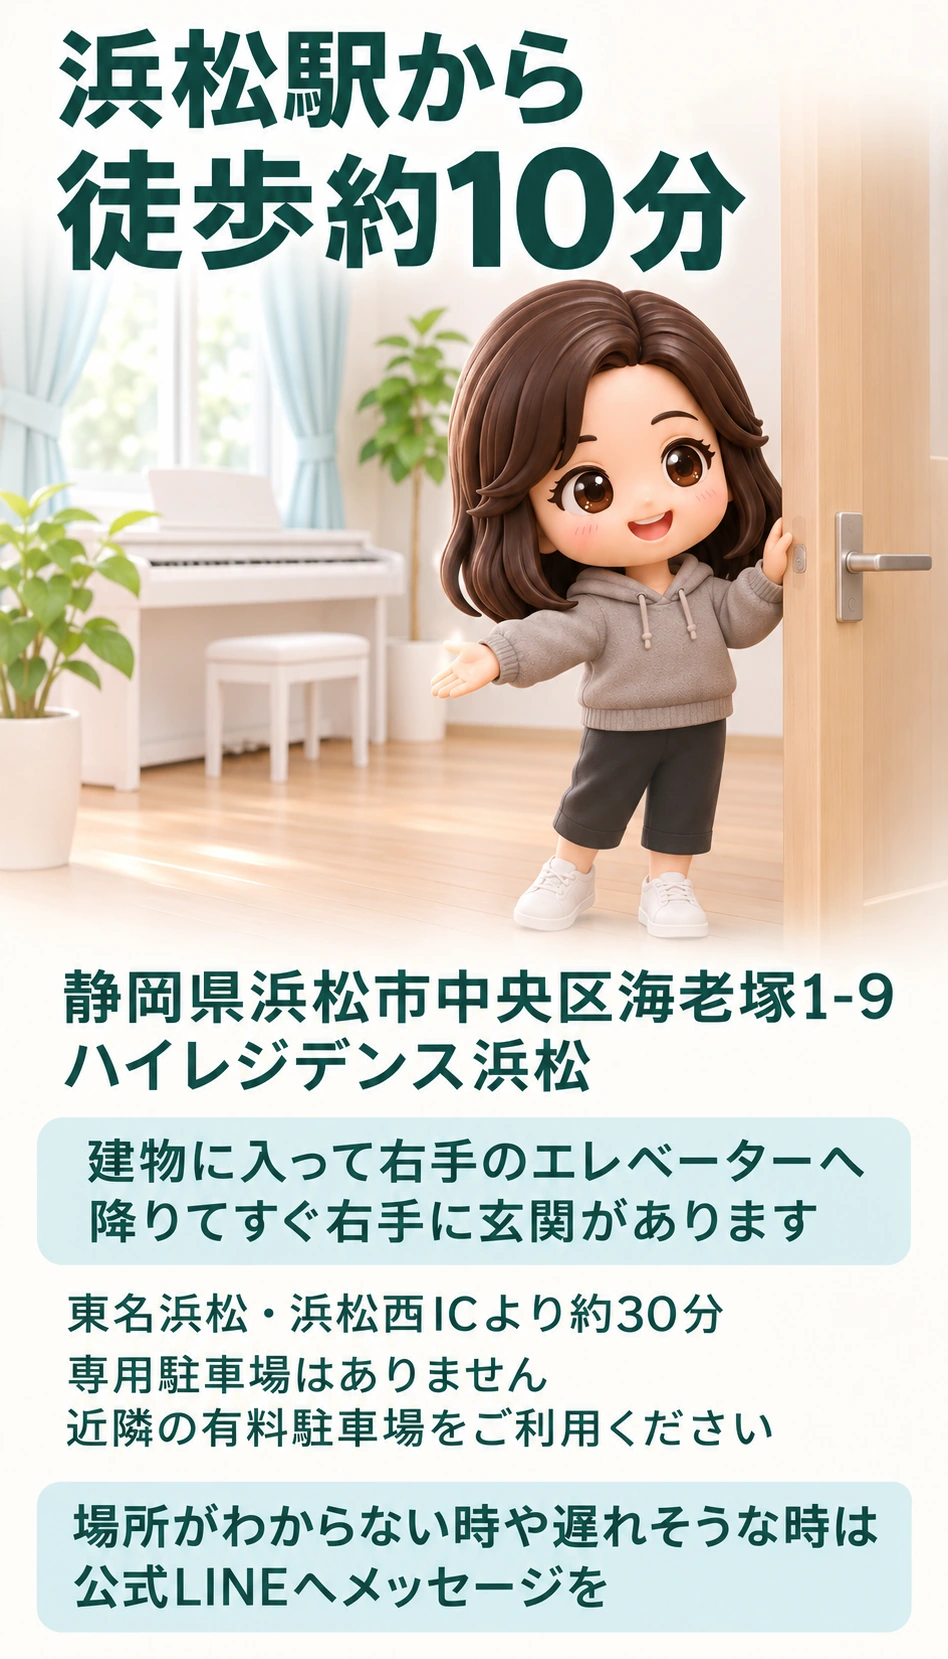 浜松駅から
徒歩約10分
静岡県浜松市中央区海老塚1-9
ハイレジデンス浜松
建物に入って右手のエレベーターへ
降りてすぐ右手に玄関があります
東名浜松・浜松西ICより約30分
専用駐車場はありません
近隣の有料駐車場をご利用ください
場所がわからない時や遅れそうな時は
公式LINEへメッセージを